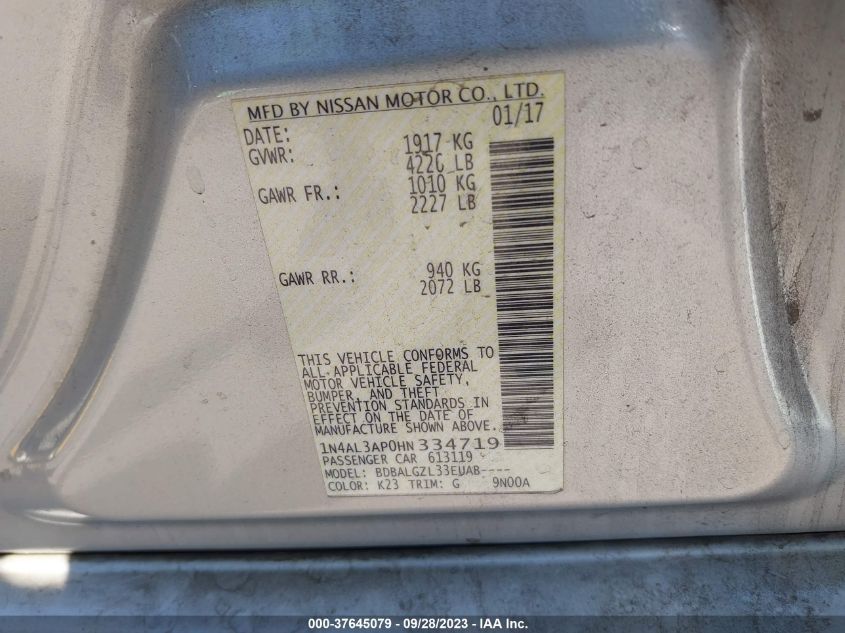 MFD BY NISSAN MOTOR CO., LTD.
DATE: 01/17
GVWR: 1917 KG
4226 LB
GAWR FR.: 1010 KG
2227 LB
GAWR RR.: 940 KG
2072 LB
THIS VEHICLE CONFORMS TO
ALL APPLICABLE FEDERAL
MOTOR VEHICLE SAFETY,
BUMPER, AND THEFT
PREVENTION STANDARDS IN
EFFECT ON THE DATE OF
MANUFACTURE SHOWN ABOVE.
1N4AL3AP0HN 334719
PASSENGER CAR 613119
MODEL: BDBALGZL33EUAB----
COLOR: K23 TRIM: G 9N00A
000-37645079 - 09/28/2023 - IAA Inc.